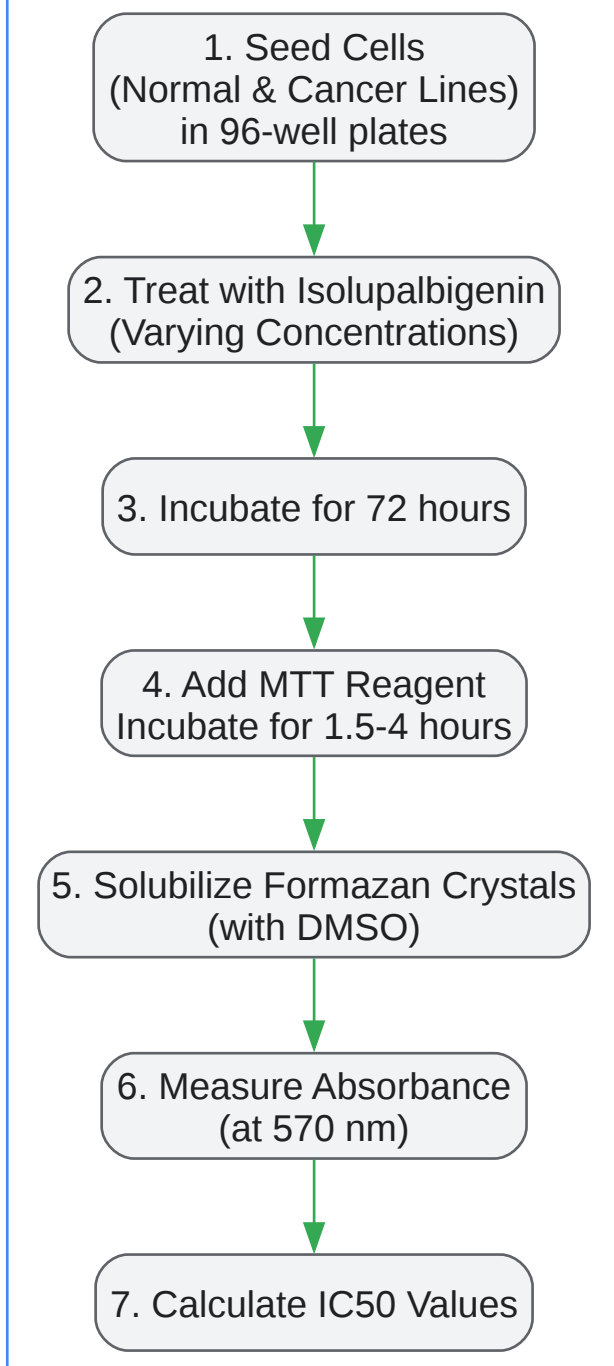 1. Seed Cells
(Normal & Cancer Lines)
in 96-well plates
2. Treat with Isolupalbigenin
(Varying Concentrations)
3. Incubate for 72 hours
4. Add MTT Reagent
Incubate for 1.5-4 hours
5. Solubilize Formazan Crystals
(with DMSO)
6. Measure Absorbance
(at 570 nm)
7. Calculate IC50 Values